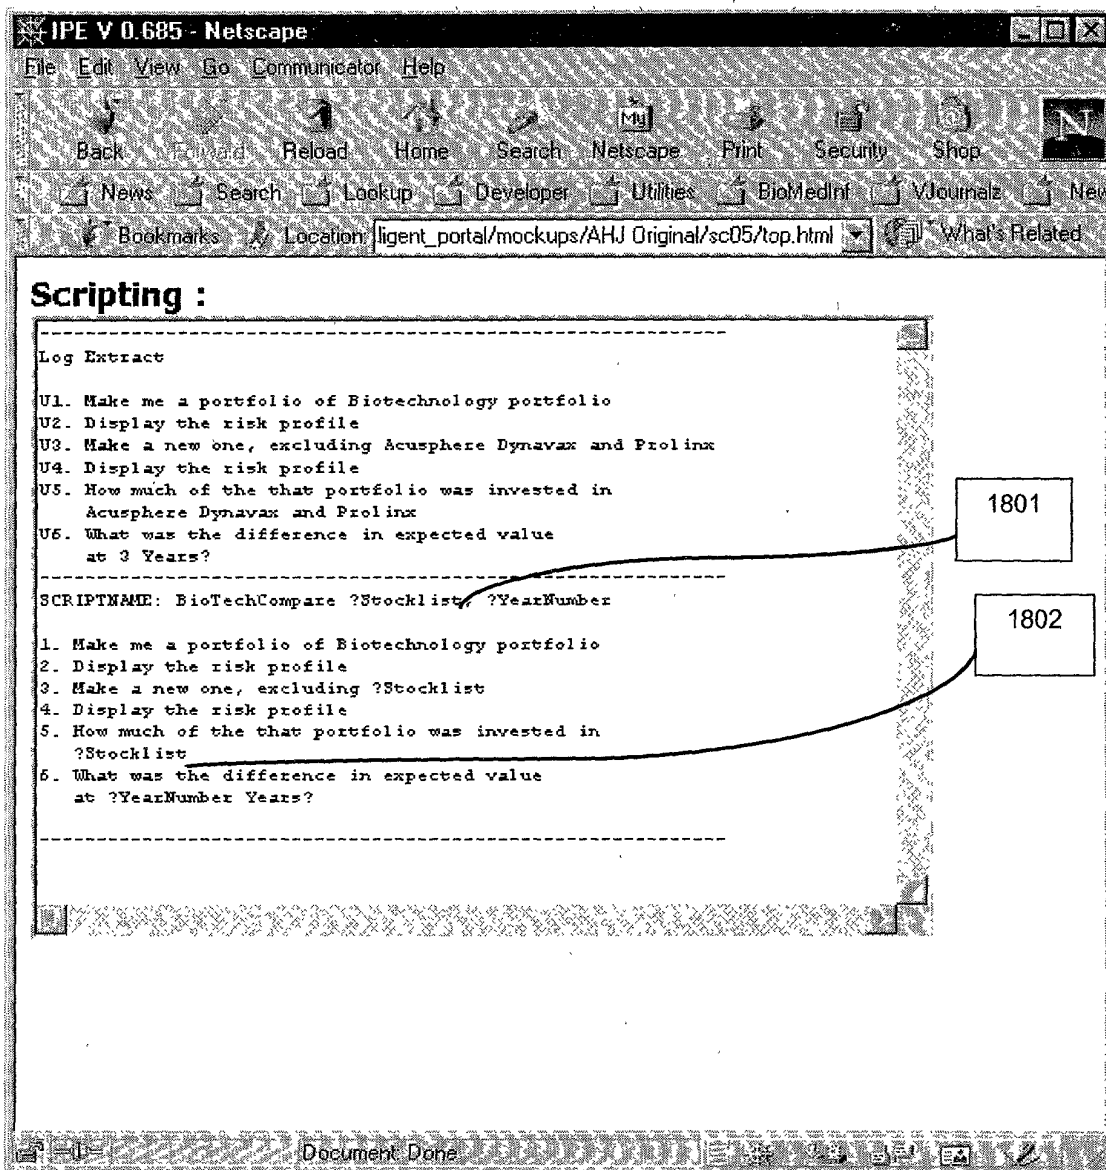 IPE V 0.685 - Netscape
File Edit View Go Communicator Help
Back Forward Reload Home Search Netscape Print Security Shop
My
N
News Search Lookup Developer Utilities BioMedInf VJournalz New
Bookmarks Location: ligent_portal/mockups/AHJ Original/sc05/top.html What's Related
Scripting :
------------------------------------------------------------
Log Extract
U1. Make me a portfolio of Biotechnology portfolio
U2. Display the risk profile
U3. Make a new one, excluding Acusphere Dynavax and Prolinx
U4. Display the risk profile
U5. How much of the that portfolio was invested in
Acusphere Dynavax and Prolinx
U6. What was the difference in expected value
at 3 Years?
------------------------------------------------------------
SCRIPTNAME: BioTechCompare ?Stocklist, ?YearNumber
1. Make me a portfolio of Biotechnology portfolio
2. Display the risk profile
3. Make a new one, excluding ?Stocklist
4. Display the risk profile
5. How much of the that portfolio was invested in
?Stocklist
6. What was the difference in expected value
at ?YearNumber Years?
------------------------------------------------------------
1801
1802
Document: Done